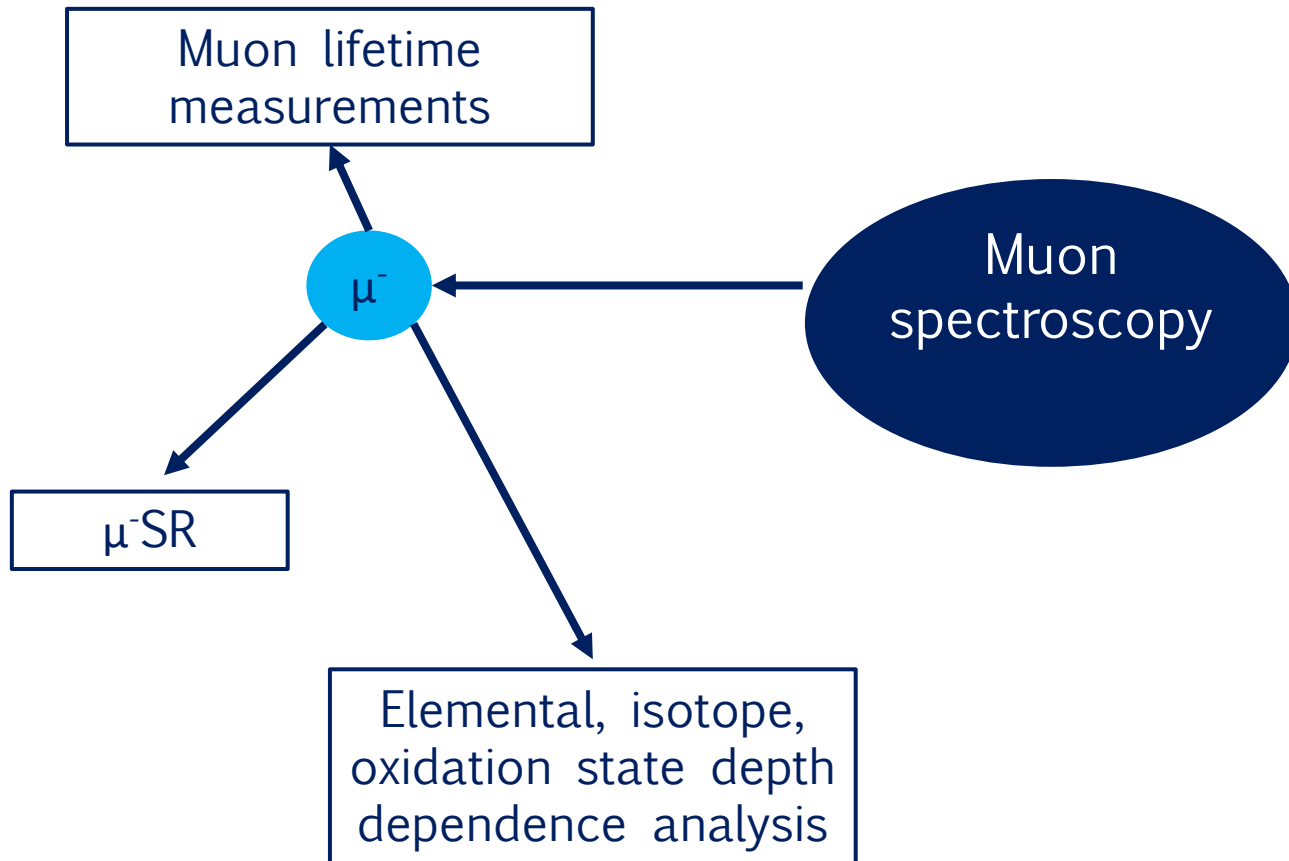 Muon lifetime
measurements
μ⁻
Muon
spectroscopy
μ⁻SR
Elemental, isotope,
oxidation state depth
dependence analysis